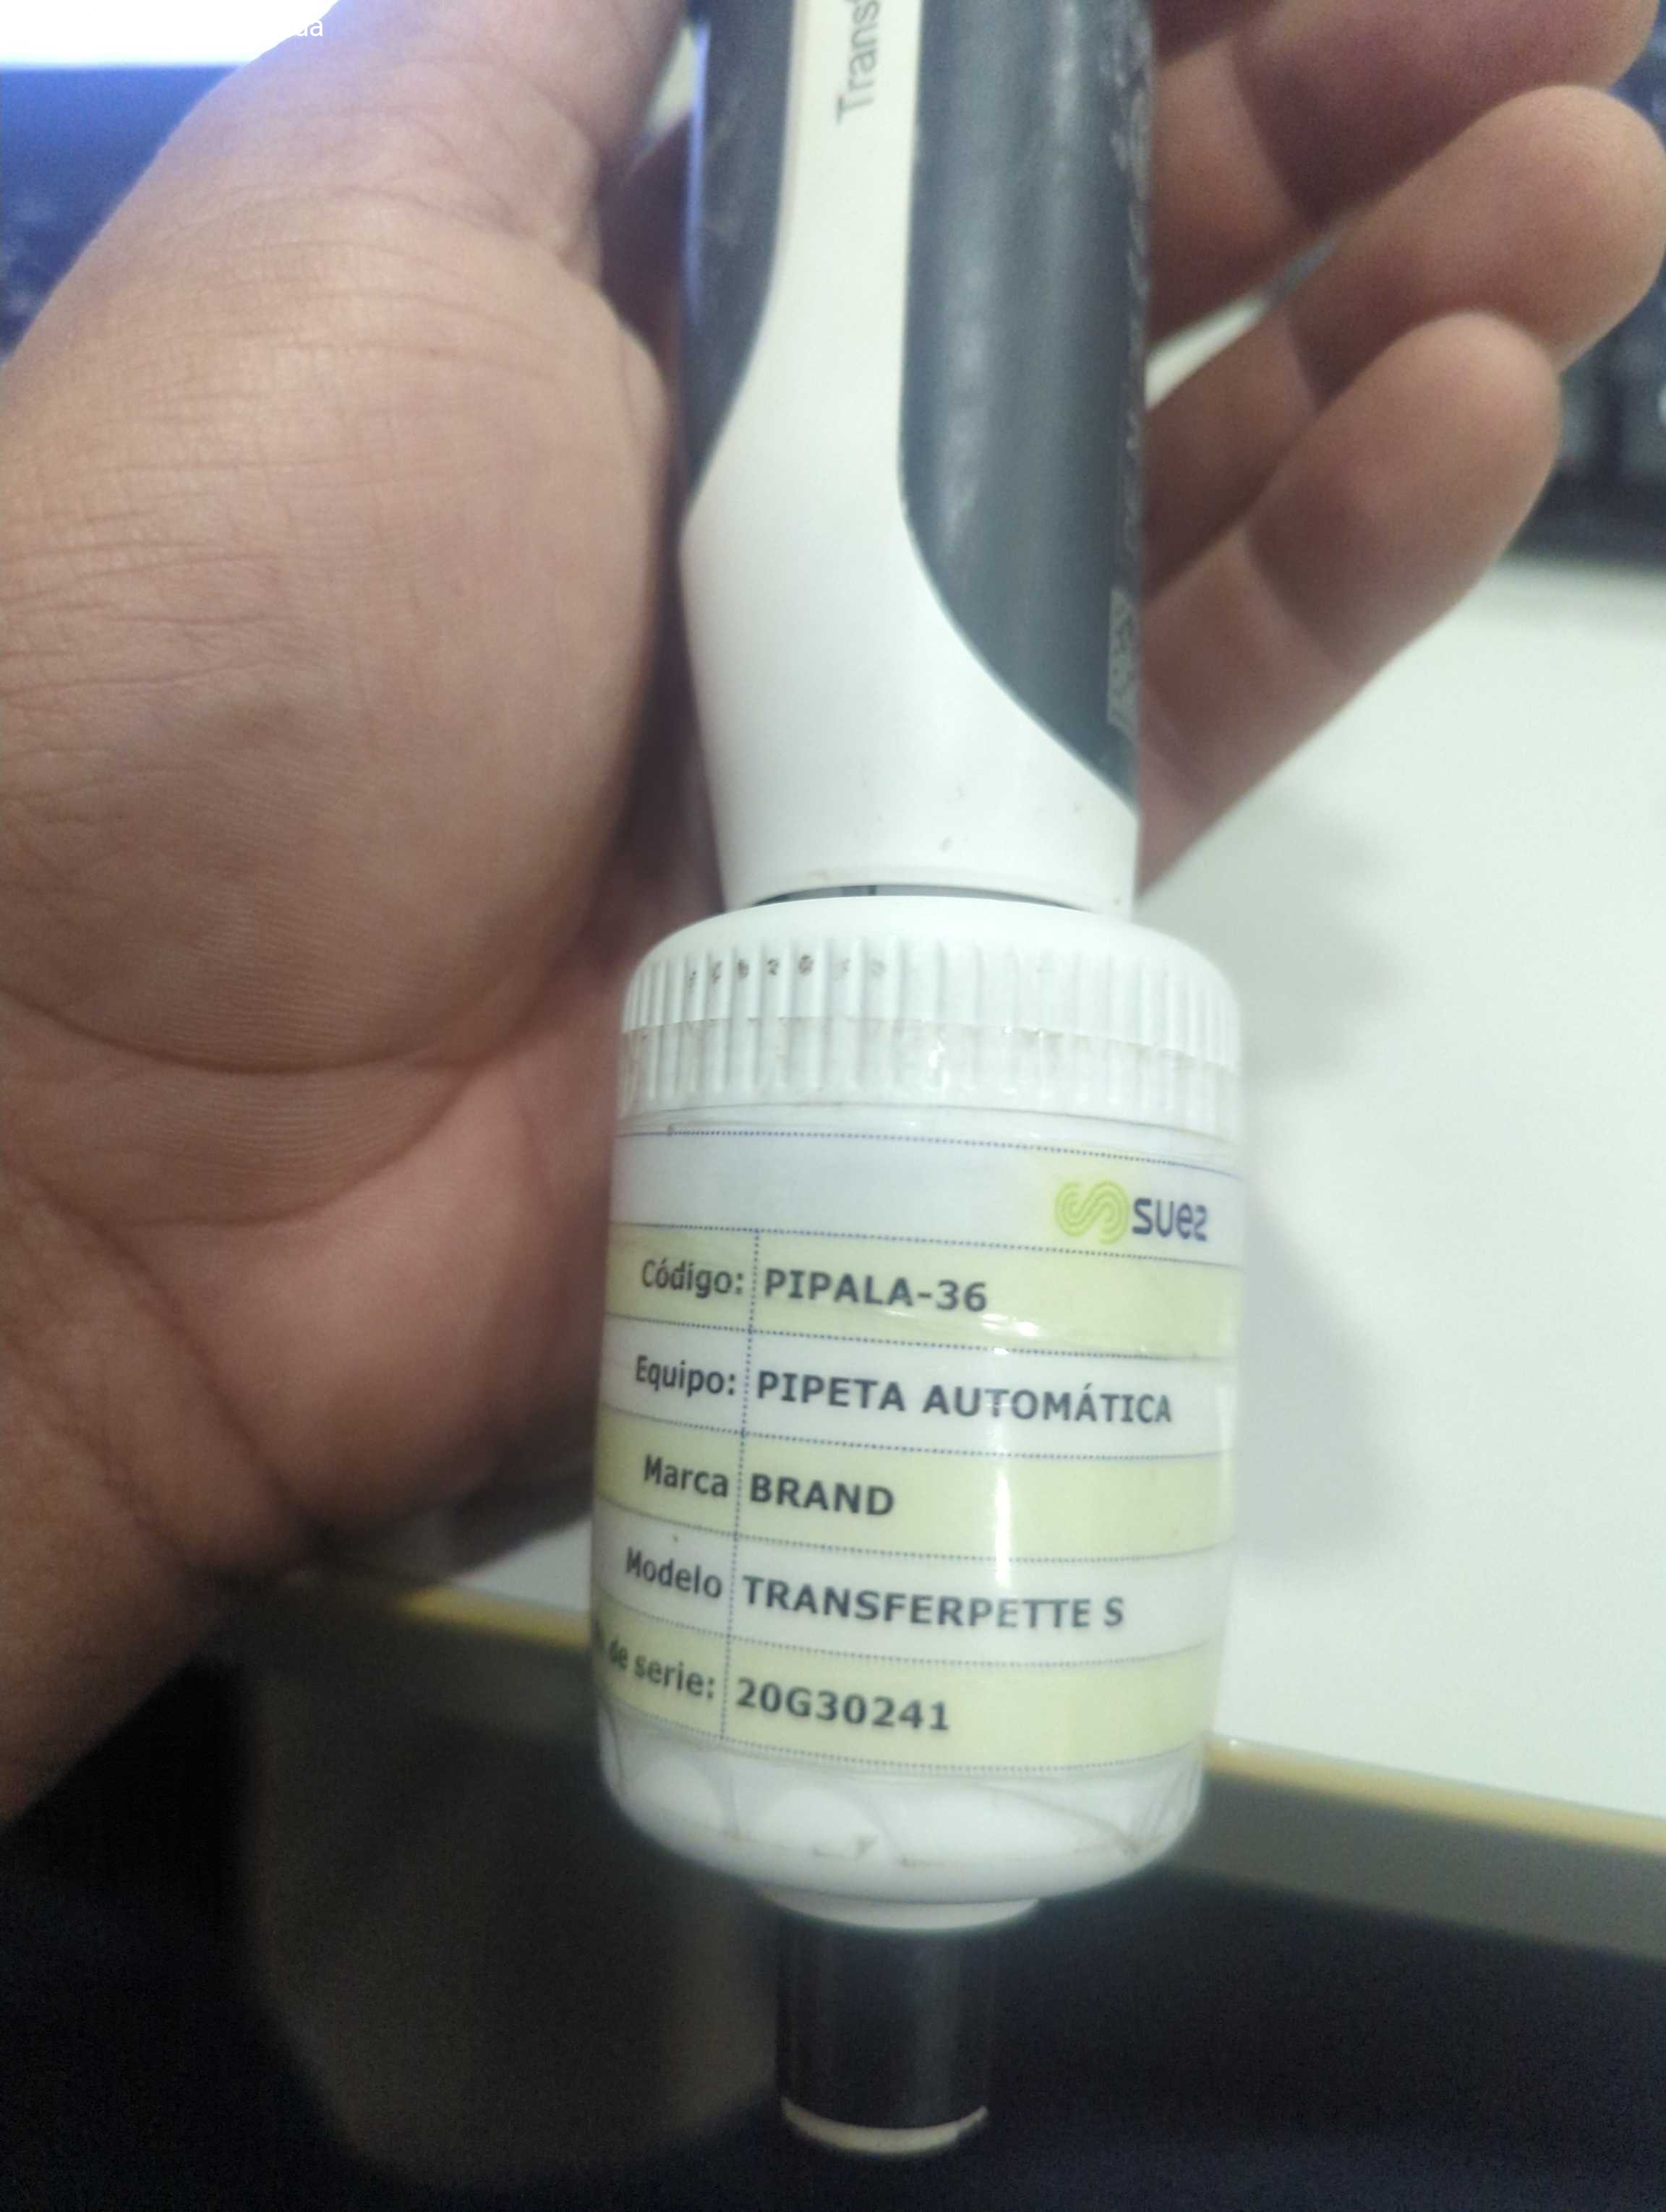 Trans
suez
Código: PIPALA-36
Equipo: PIPETA AUTOMÁTICA
Marca BRAND
Modelo TRANSFERPETTE S
de serie: 20G30241